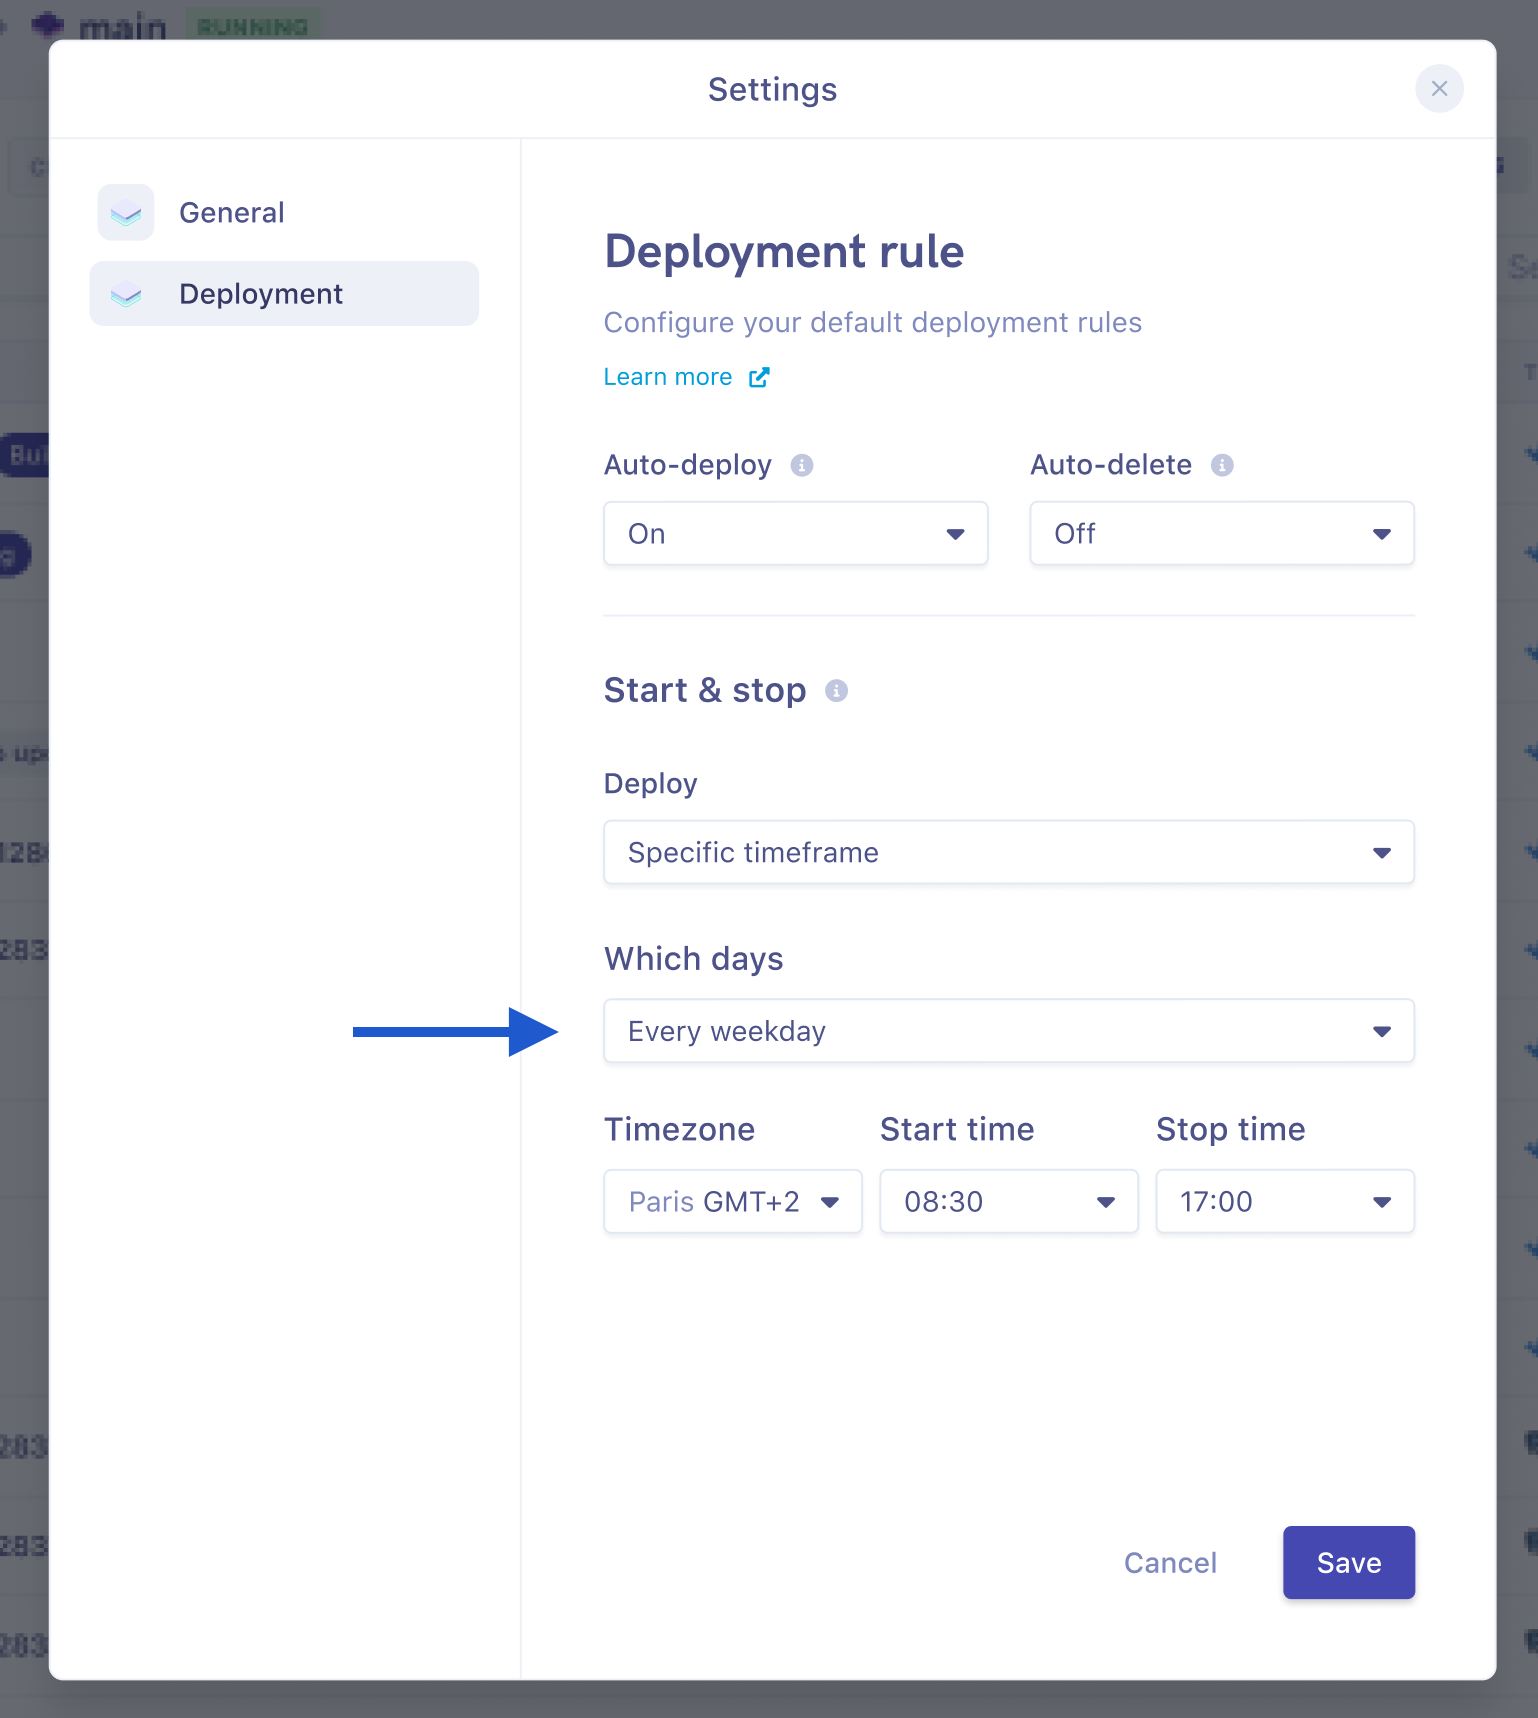 main RUNNING
Settings
General
Deployment
Deployment rule
Configure your default deployment rules
Learn more
Auto-deploy Auto-delete
On Off
Start & stop
Deploy
Specific timeframe
Which days
Every weekday
Timezone Start time Stop time
Paris GMT+2 08:30 17:00
Cancel Save